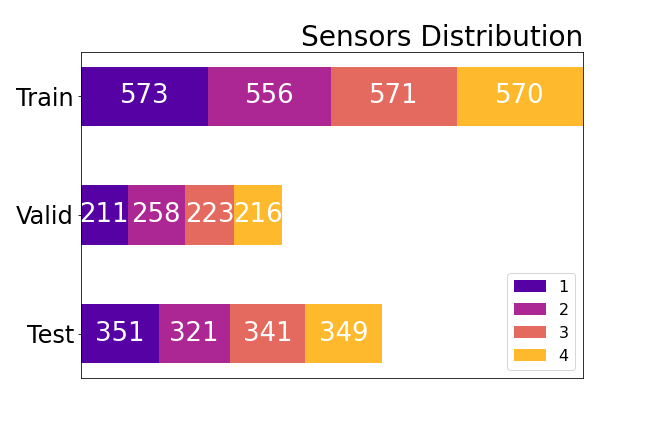 Sensors Distribution
Train 573 556 571 570
Valid 211 258 223 216
Test 351 321 341 349
1
2
3
4